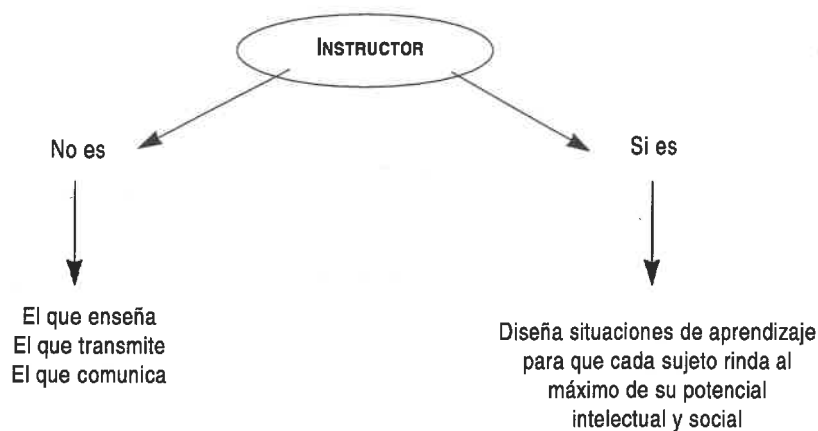 INSTRUCTOR
No es
Si es
El que enseña
El que transmite
El que comunica
Diseña situaciones de aprendizaje
para que cada sujeto rinda al
máximo de su potencial
intelectual y social